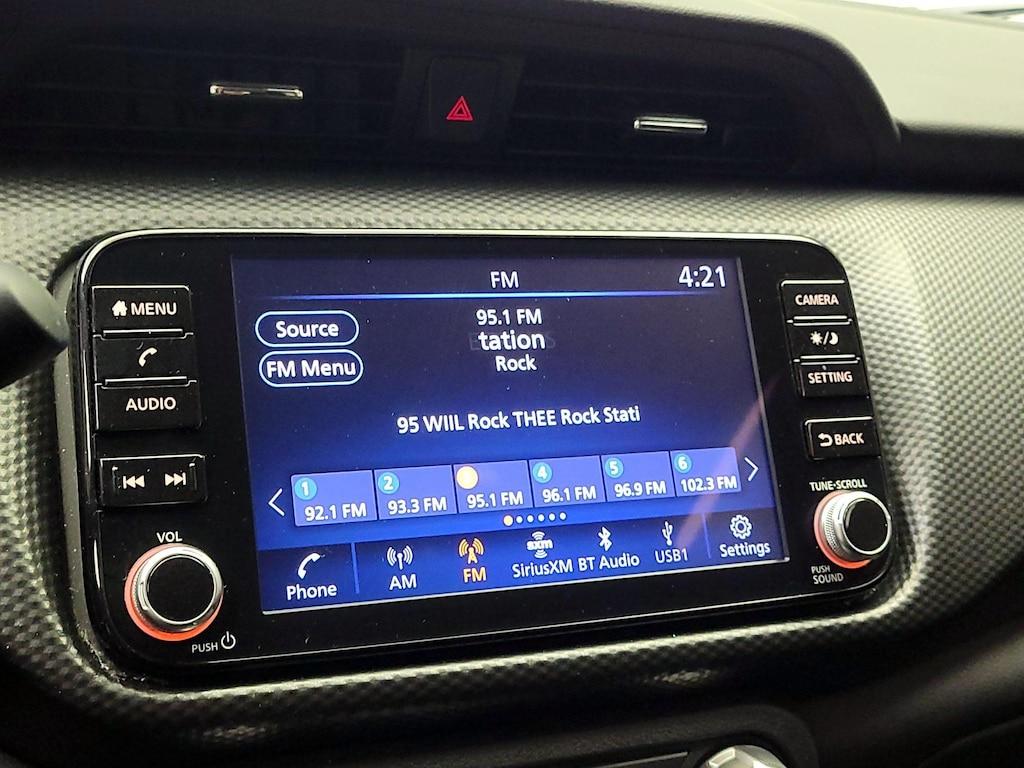 FM
4:21
MENU
AUDIO
VOL
PUSH
Source
FM Menu
95.1 FM
tation
Rock
95 WIIL Rock THEE Rock Stati
1
92.1 FM
2
93.3 FM
95.1 FM
4
96.1 FM
5
96.9 FM
6
102.3 FM
Phone
AM
FM
sxm
SiriusXM
BT Audio
USB1
Settings
CAMERA
SETTING
BACK
TUNE·SCROLL
PUSH
SOUND